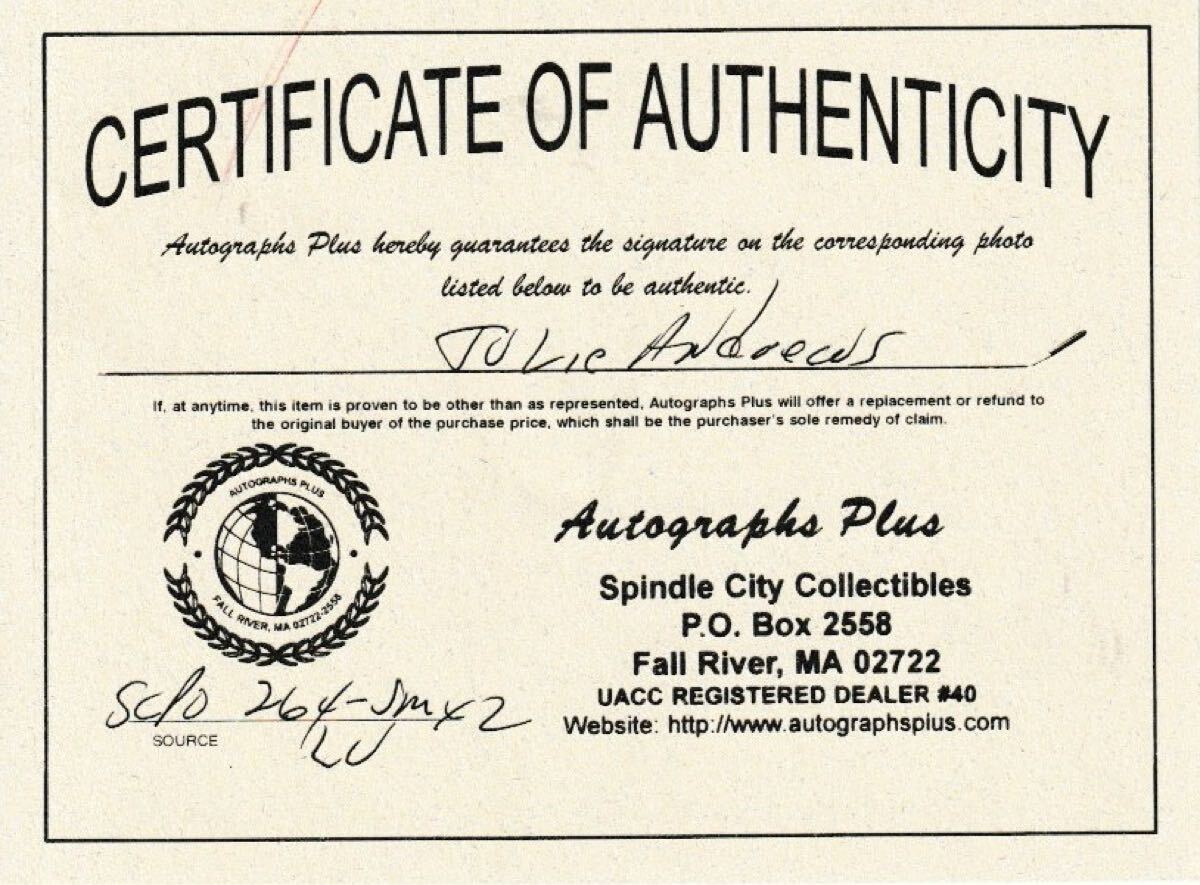 CERTIFICATE OF AUTHENTICITY
Autographs Plus hereby guarantees the signature on the corresponding photo
listed below to be authentic.
Julie Andrews
If, at anytime, this item is proven to be other than as represented, Autographs Plus will offer a replacement or refund to
the original buyer of the purchase price, which shall be the purchaser's sole remedy of claim.
AUTOGRAPHS PLUS
FALL RIVER, MA 02722-2558
Autographs Plus
Spindle City Collectibles
P.O. Box 2558
Fall River, MA 02722
UACC REGISTERED DEALER #40
Website: http://www.autographsplus.com
264-
SOURCE